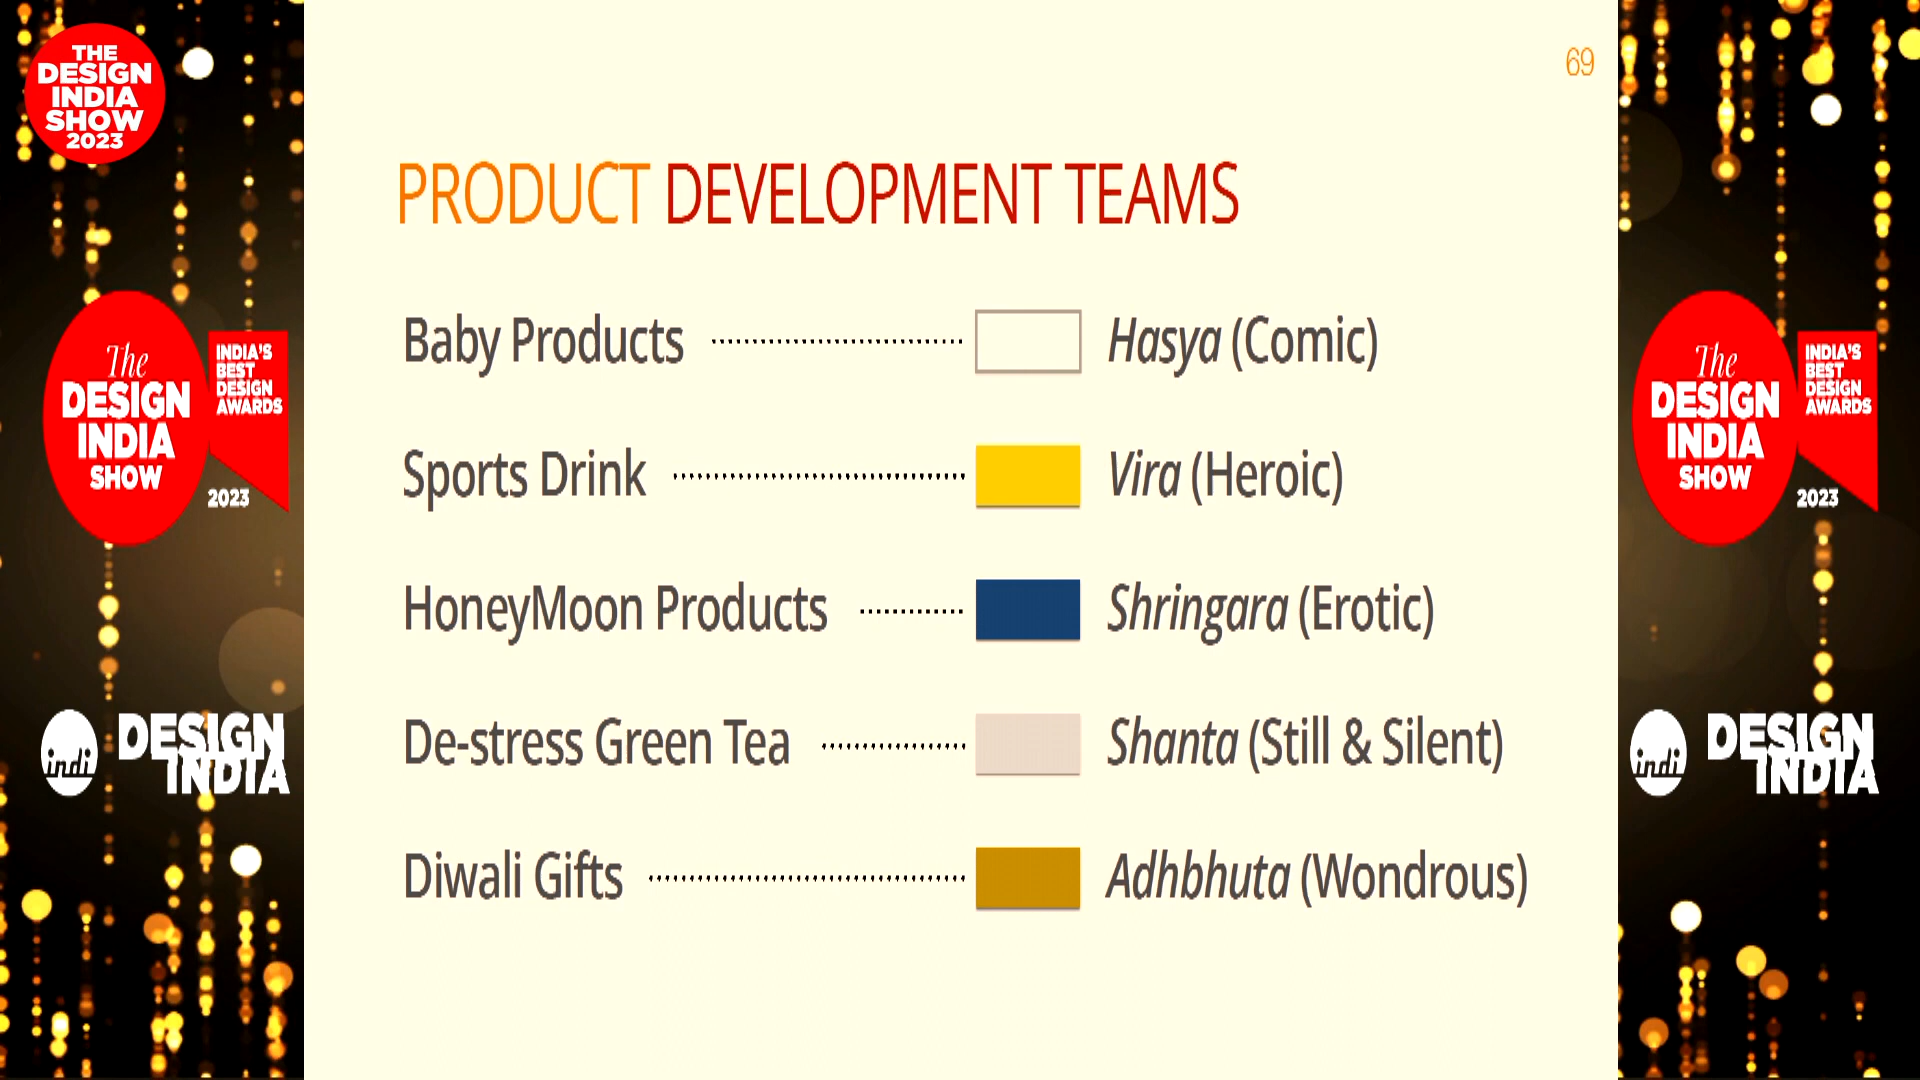 THE
DESIGN
INDIA
SHOW
2023
69
PRODUCT DEVELOPMENT TEAMS
Baby Products Hasya (Comic)
Sports Drink Vira (Heroic)
HoneyMoon Products Shringara (Erotic)
De-stress Green Tea Shanta (Still & Silent)
Diwali Gifts Adhbhuta (Wondrous)
The
DESIGN
INDIA
SHOW
INDIA'S
BEST
DESIGN
AWARDS
2023
indi
DESIGN
INDIA
The
DESIGN
INDIA
SHOW
INDIA'S
BEST
DESIGN
AWARDS
2023
indi
DESIGN
INDIA